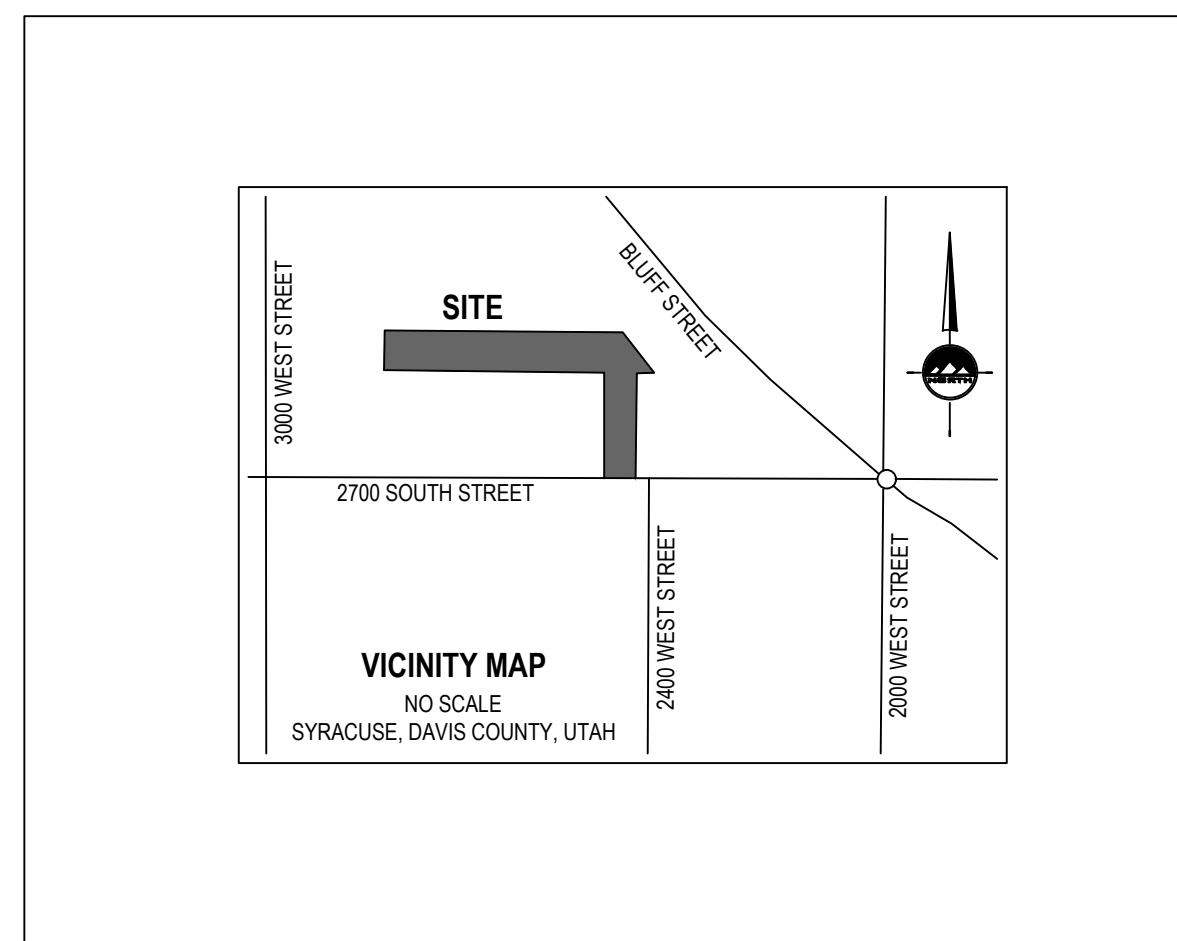 SITE
BLUFF STREET
3000 WEST STREET
NORTH
2700 SOUTH STREET
2400 WEST STREET
2000 WEST STREET
VICINITY MAP
NO SCALE
SYRACUSE, DAVIS COUNTY, UTAH